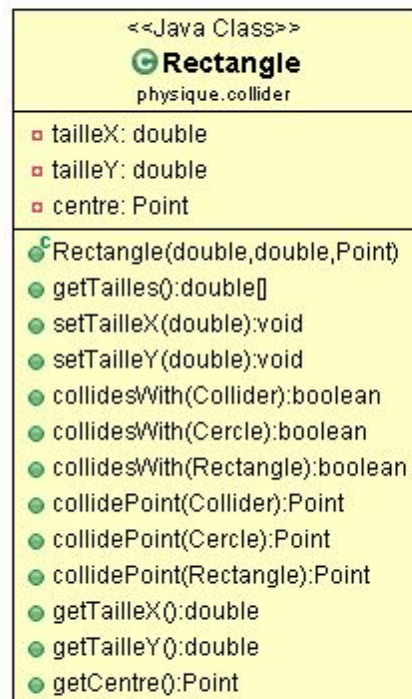 <<Java Class>>
Rectangle
physique.collider
tailleX: double
tailleY: double
centre: Point
Rectangle(double,double,Point)
getTailles():double[]
setTailleX(double):void
setTailleY(double):void
collidesWith(Collider):boolean
collidesWith(Cercle):boolean
collidesWith(Rectangle):boolean
collidePoint(Collider):Point
collidePoint(Cercle):Point
collidePoint(Rectangle):Point
getTailleX():double
getTailleY():double
getCentre():Point